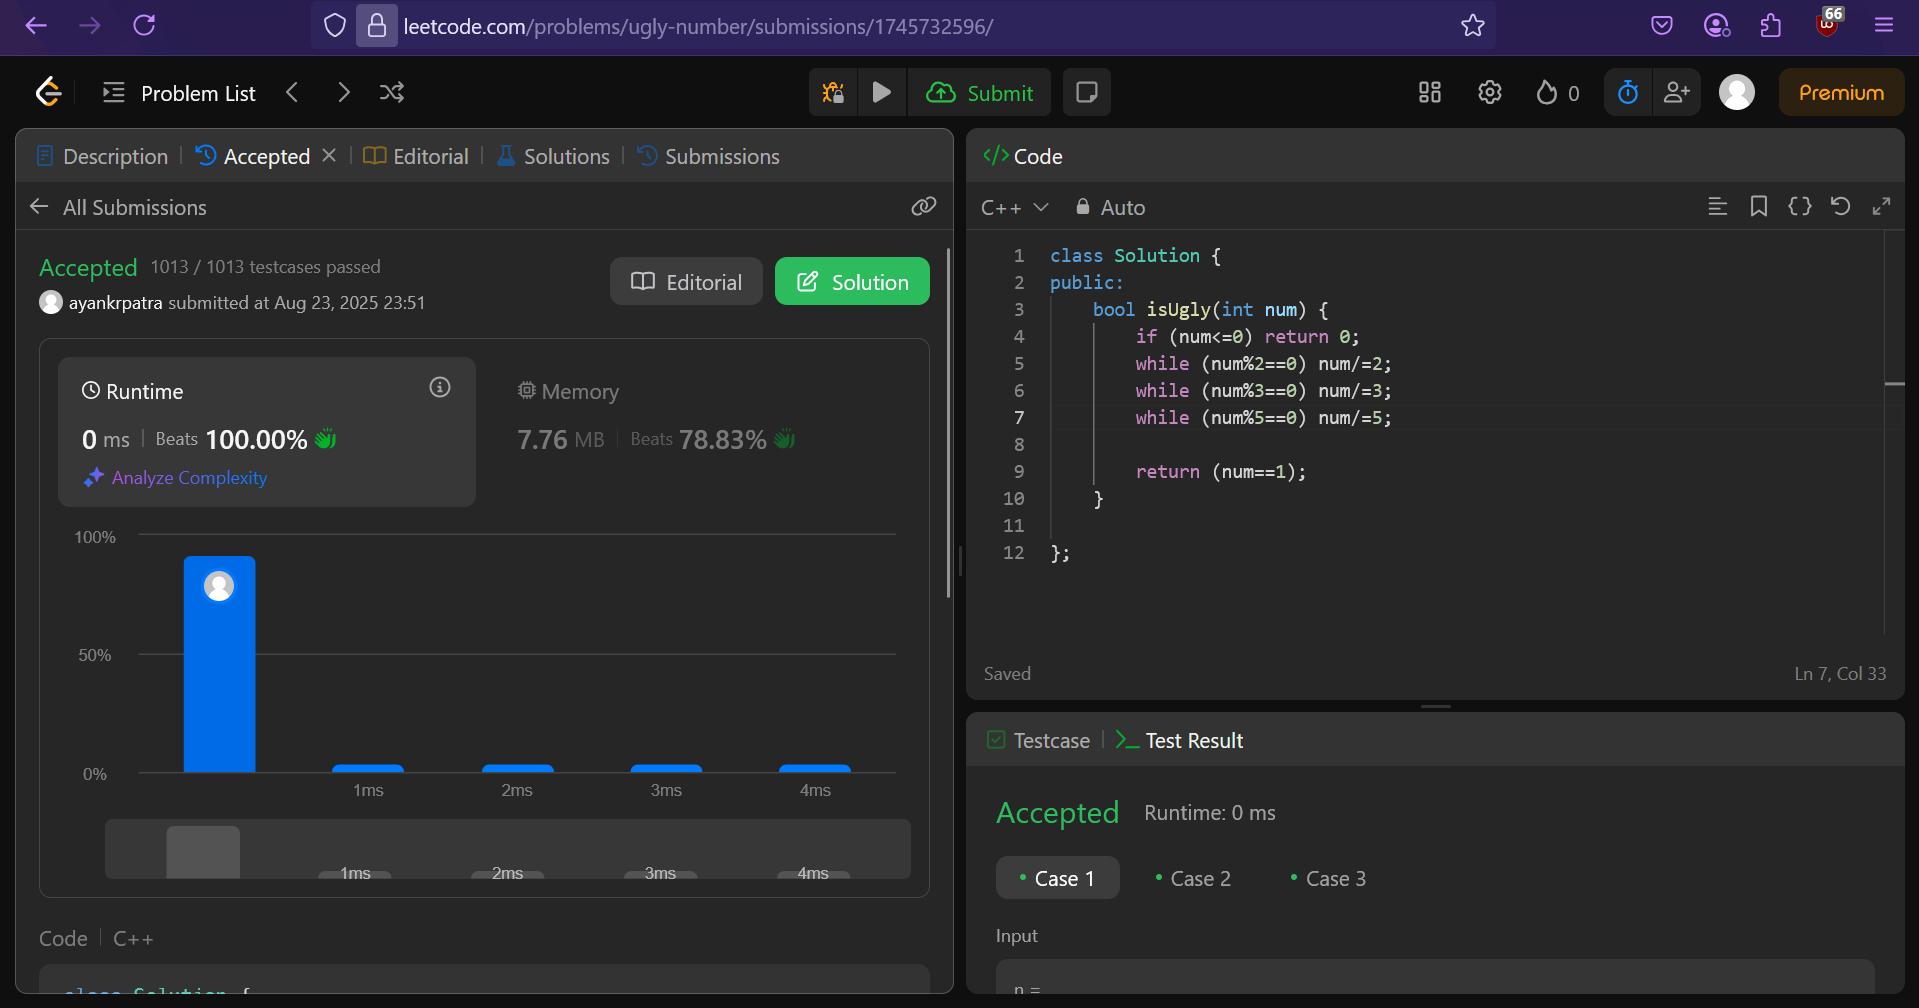 leetcode.com/problems/ugly-number/submissions/1745732596/
66
Problem List
Submit
0
Premium
Description
Accepted
Editorial
Solutions
Submissions
All Submissions
Accepted 1013 / 1013 testcases passed
ayankrpatra submitted at Aug 23, 2025 23:51
Editorial
Solution
Runtime
0 ms | Beats 100.00%
Analyze Complexity
Memory
7.76 MB | Beats 78.83%
100%
50%
0%
1ms 2ms 3ms 4ms
1ms 2ms 3ms 4ms
Code | C++
class Solution {
</> Code
C++
Auto
1 class Solution {
2 public:
3     bool isUgly(int num) {
4         if (num<=0) return 0;
5         while (num%2==0) num/=2;
6         while (num%3==0) num/=3;
7         while (num%5==0) num/=5;
8
9         return (num==1);
10     }
11
12 };
Saved
Ln 7, Col 33
Testcase
Test Result
Accepted Runtime: 0 ms
Case 1
Case 2
Case 3
Input
n =